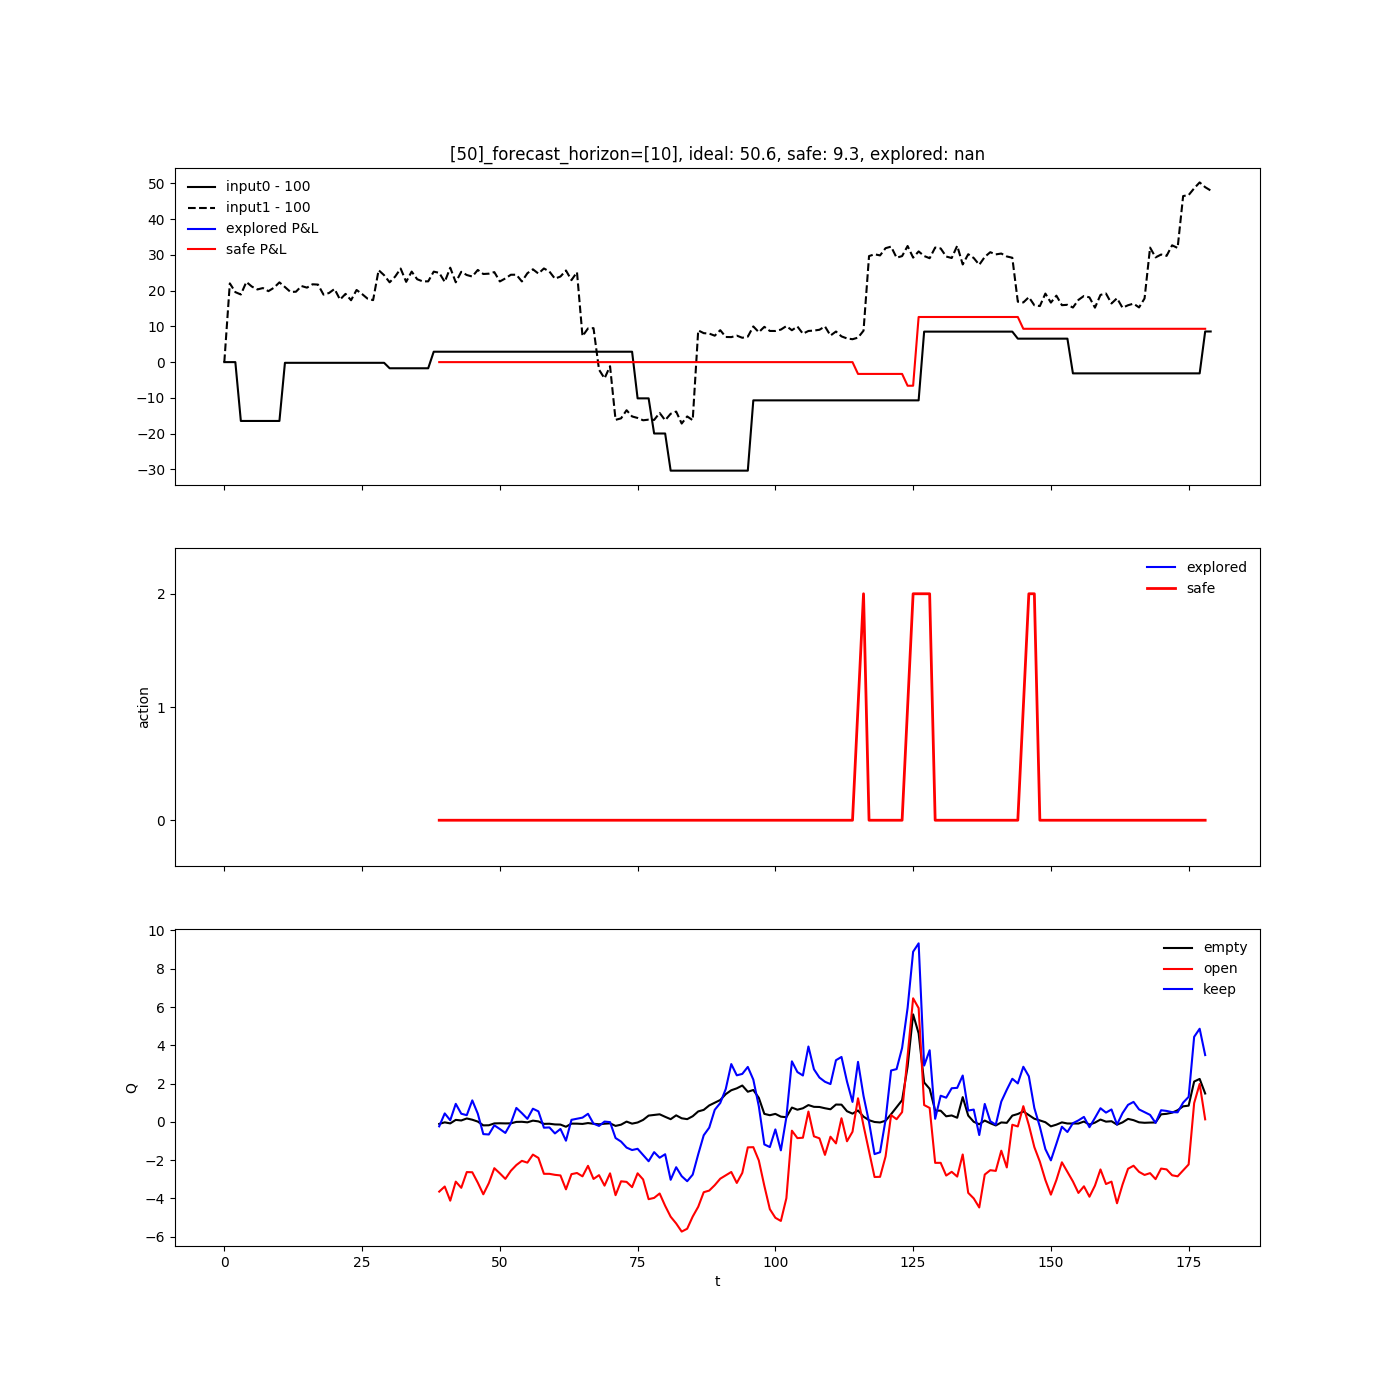 [50]_forecast_horizon=[10], ideal: 50.6, safe: 9.3, explored: nan
50
40
30
20
10
0
−10
−20
−30
input0 - 100
input1 - 100
explored P&L
safe P&L
action
2
1
0
explored
safe
Q
10
8
6
4
2
0
−2
−4
−6
empty
open
keep
0 25 50 75 100 125 150 175
t